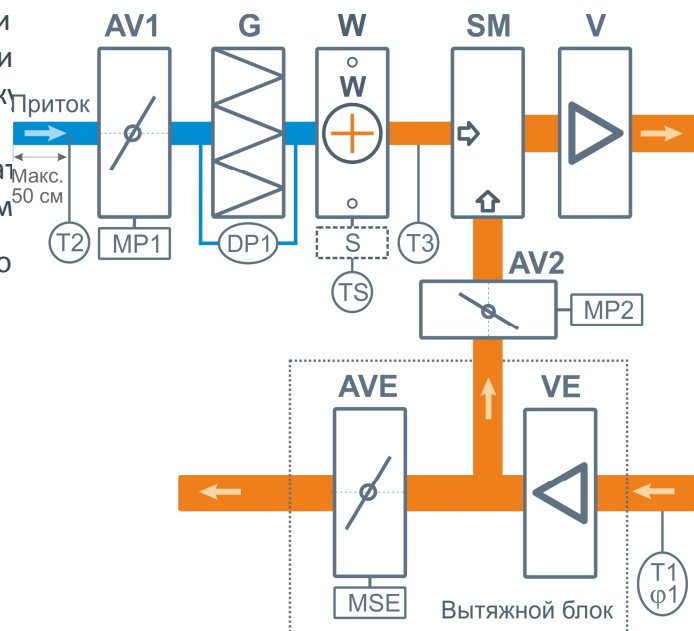 AV1 G W SM V
Приток
W
Макс.
50 см
T2 MP1 DP1 S T3
TS
AV2
MP2
AVE VE
MSE
T1
φ1
Вытяжной блок